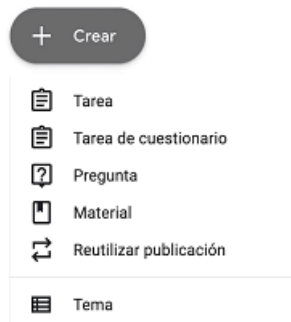 Crear
Tarea
Tarea de cuestionario
Pregunta
Material
Reutilizar publicación
Tema